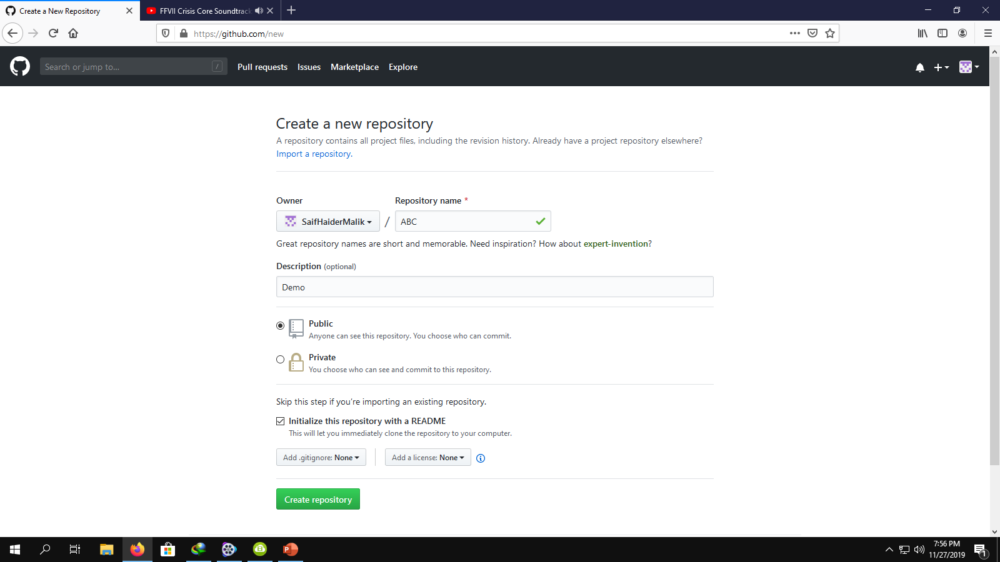 Create a New Repository
FFVII Crisis Core Soundtrack
https://github.com/new
Search or jump to...
/
Pull requests
Issues
Marketplace
Explore
Create a new repository
A repository contains all project files, including the revision history. Already have a project repository elsewhere?
Import a repository.
Owner
Repository name *
SaifHaiderMalik
/
ABC
Great repository names are short and memorable. Need inspiration? How about expert-invention?
Description (optional)
Demo
Public
Anyone can see this repository. You choose who can commit.
Private
You choose who can see and commit to this repository.
Skip this step if you're importing an existing repository.
Initialize this repository with a README
This will let you immediately clone the repository to your computer.
Add .gitignore: None
Add a license: None
Create repository
7:56 PM
11/27/2019
1